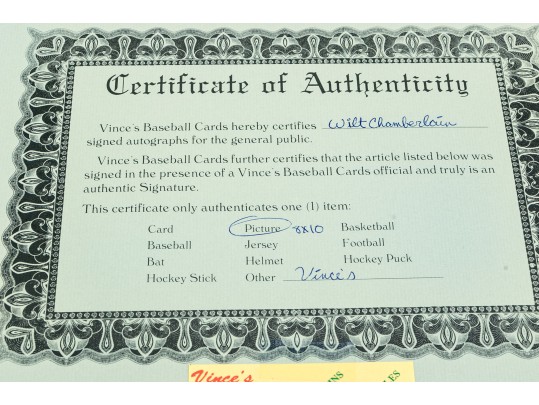 Certificate of Authenticity
Vince's Baseball Cards hereby certifies Wilt Chamberlain
signed autographs for the general public.
Vince's Baseball Cards further certifies that the article listed below was
signed in the presence of a Vince's Baseball Cards official and truly is an
authentic Signature.
This certificate only authenticates one (1) item:
Card Picture 8x10 Basketball
Baseball Jersey Football
Bat Helmet Hockey Puck
Hockey Stick Other Vince's
Vince's